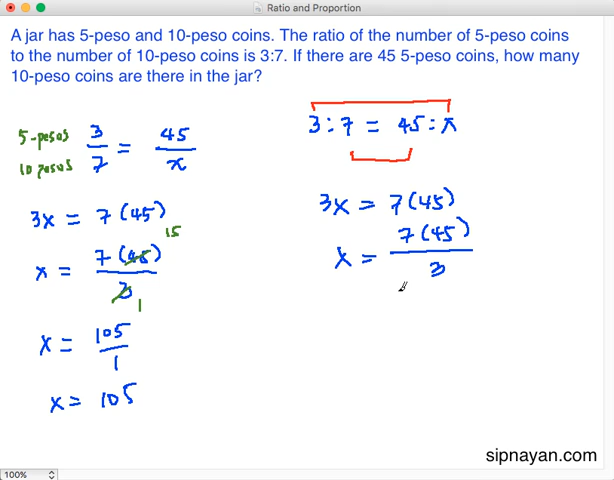 Ratio and Proportion
A jar has 5-peso and 10-peso coins. The ratio of the number of 5-peso coins
to the number of 10-peso coins is 3:7. If there are 45 5-peso coins, how many
10-peso coins are there in the jar?
5-pesos 3/7 = 45/x
10 pesos
3x = 7(45)
15
x = 7(45)/3
1
x = 105/1
x = 105
3 : 7 = 45 : x
3x = 7(45)
x = 7(45)/3
sipnayan.com
100%